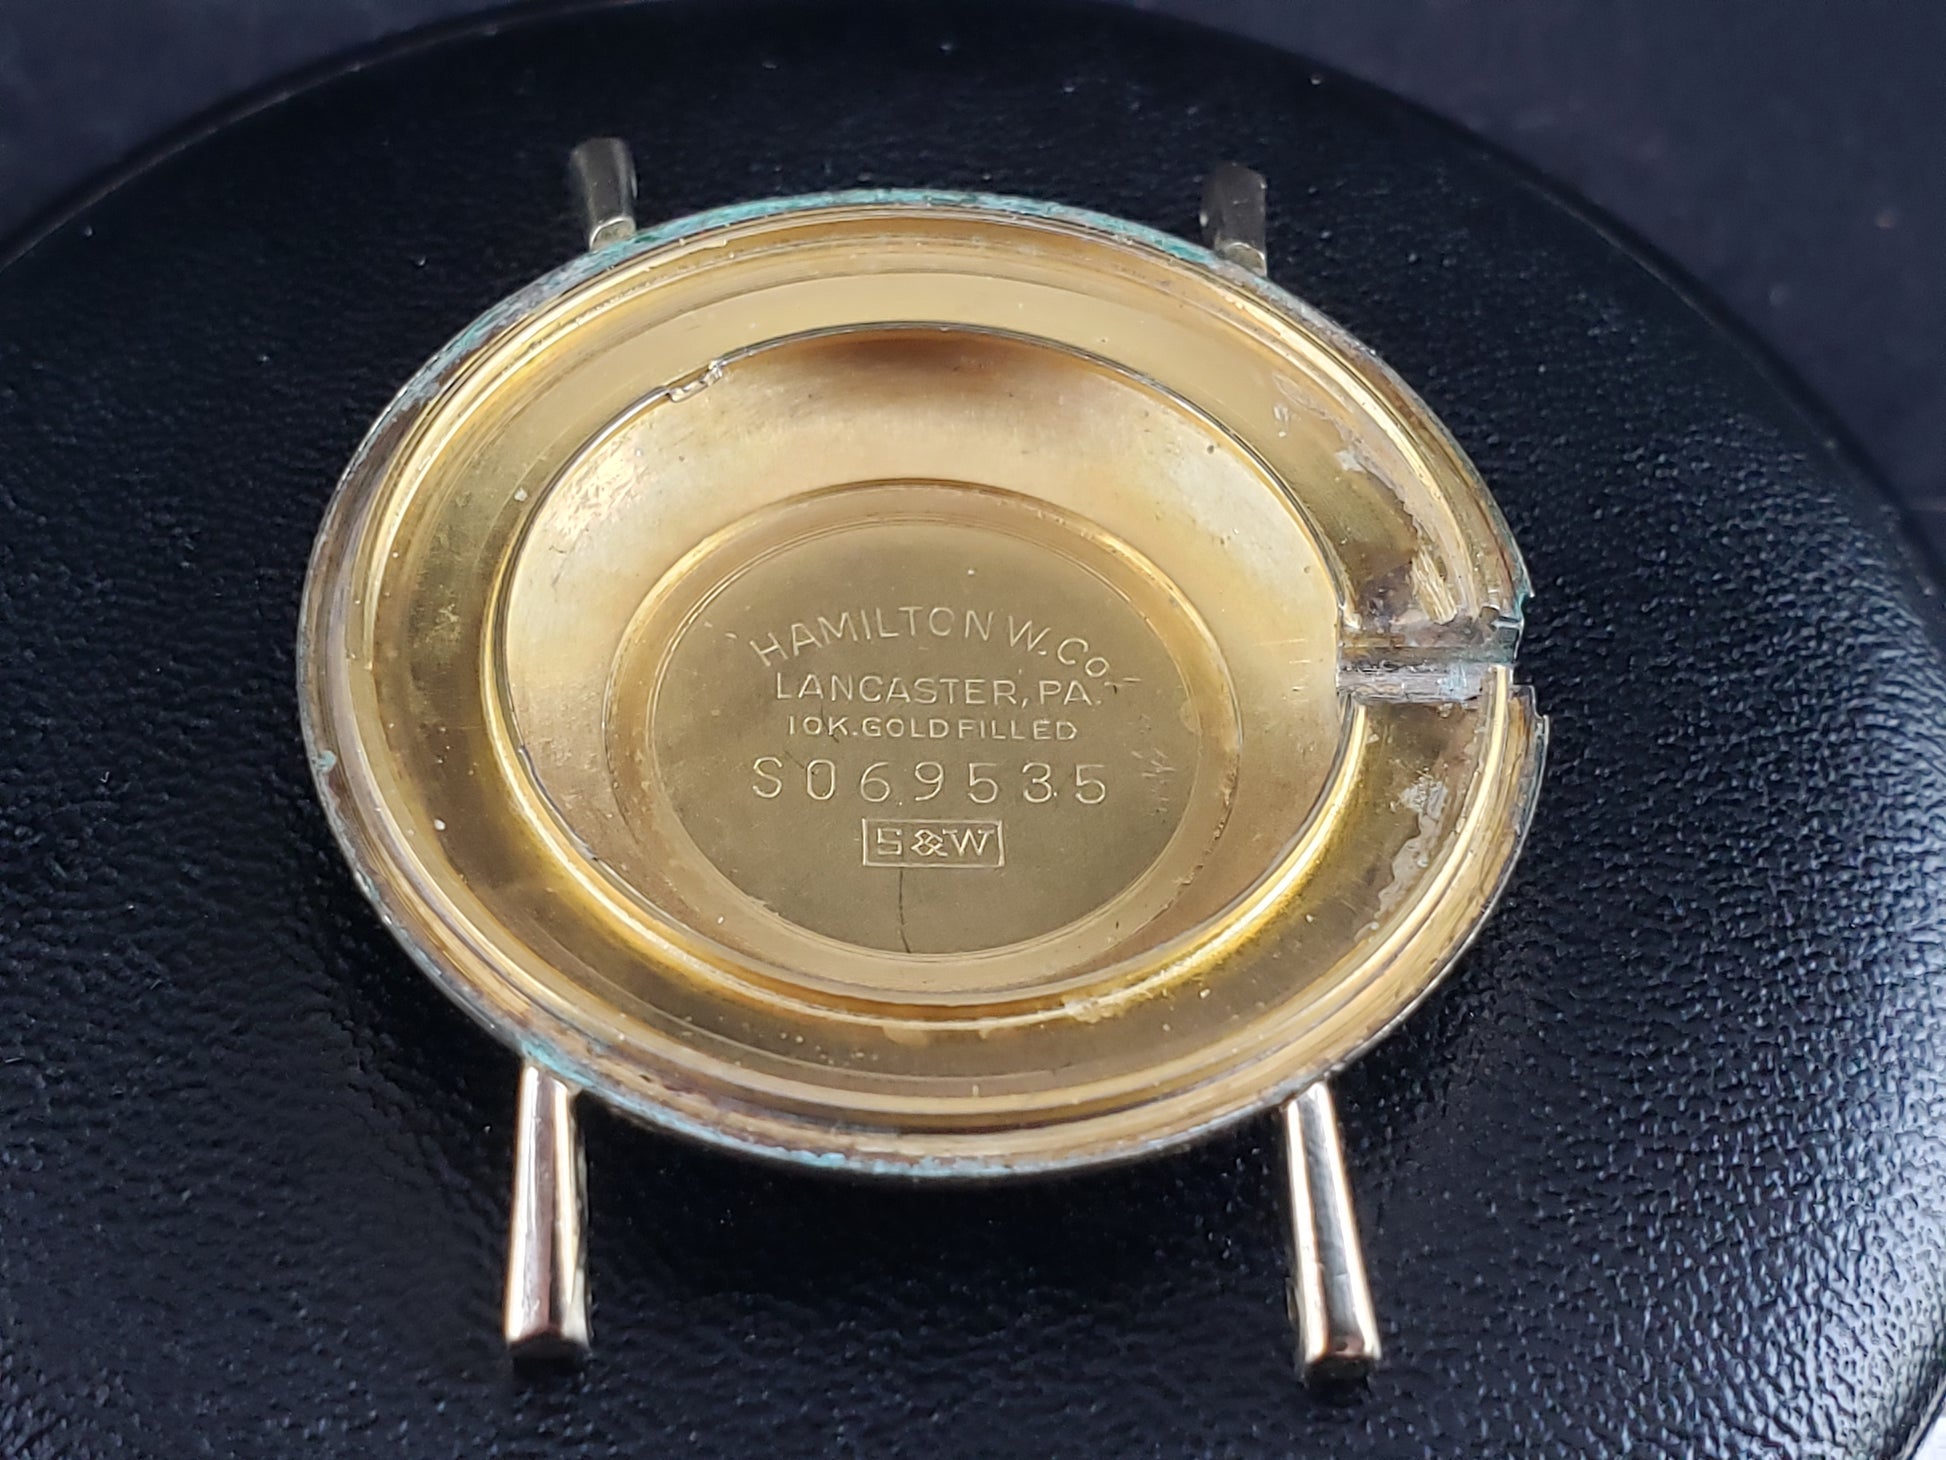 HAMILTON W. Co.
LANCASTER, PA.
10K. GOLD FILLED
S069535
S&W